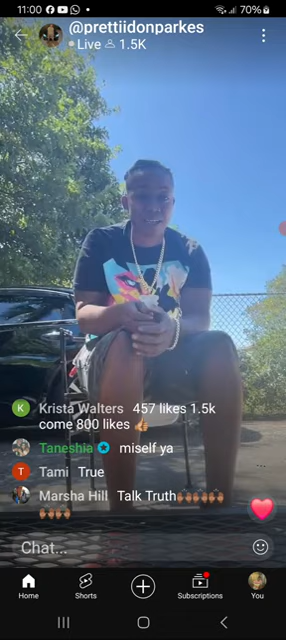 11:00
70%
@prettiidonparkes
Live 1.5K
Krista Walters 457 likes 1.5k
come 800 likes 👍
Taneshia miself ya
Tami True
Marsha Hill Talk Truth
Chat...
Home Shorts Subscriptions You
K
T